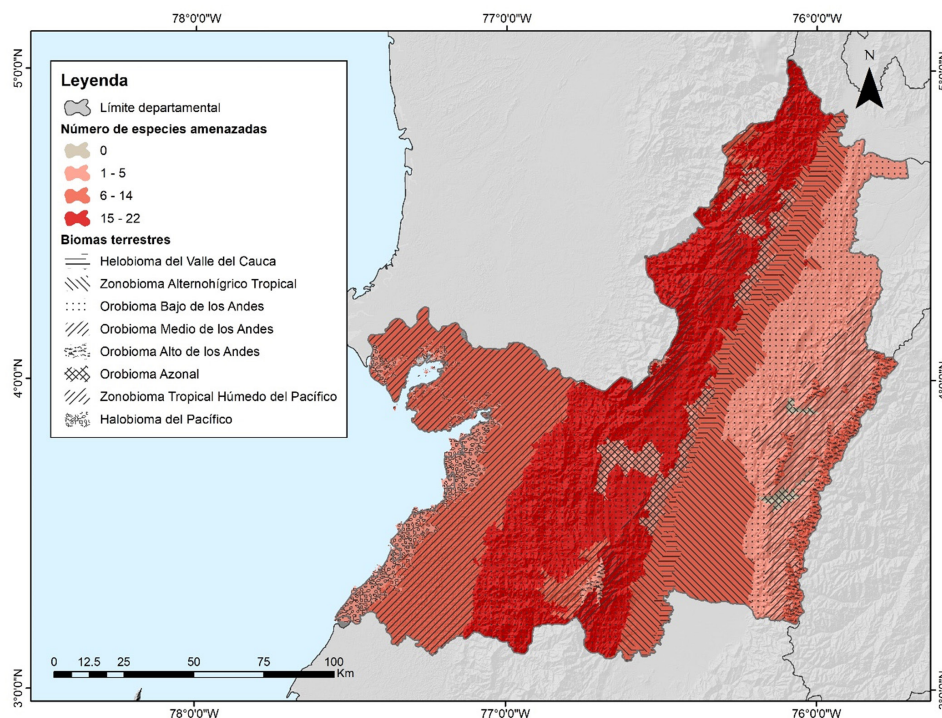 78°0'0"W 77°0'0"W 76°0'0"W
5°0'0"N
4°0'0"N
3°0'0"N
Leyenda
Límite departamental
Número de especies amenazadas
0
1 - 5
6 - 14
15 - 22
Biomas terrestres
Helobioma del Valle del Cauca
Zonobioma Alternohígrico Tropical
Orobioma Bajo de los Andes
Orobioma Medio de los Andes
Orobioma Alto de los Andes
Orobioma Azonal
Zonobioma Tropical Húmedo del Pacífico
Halobioma del Pacífico
N
0 12.5 25 50 75 100
Km
78°0'0"W 77°0'0"W 76°0'0"W